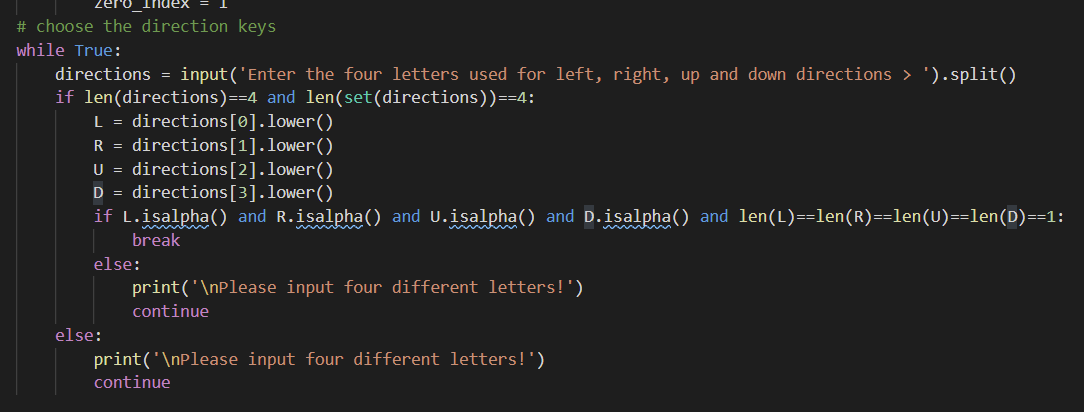 zero_index = 1
# choose the direction keys
while True:
    directions = input('Enter the four letters used for left, right, up and down directions > ').split()
    if len(directions)==4 and len(set(directions))==4:
        L = directions[0].lower()
        R = directions[1].lower()
        U = directions[2].lower()
        D = directions[3].lower()
        if L.isalpha() and R.isalpha() and U.isalpha() and D.isalpha() and len(L)==len(R)==len(U)==len(D)==1:
            break
        else:
            print('\nPlease input four different letters!')
            continue
    else:
        print('\nPlease input four different letters!')
        continue